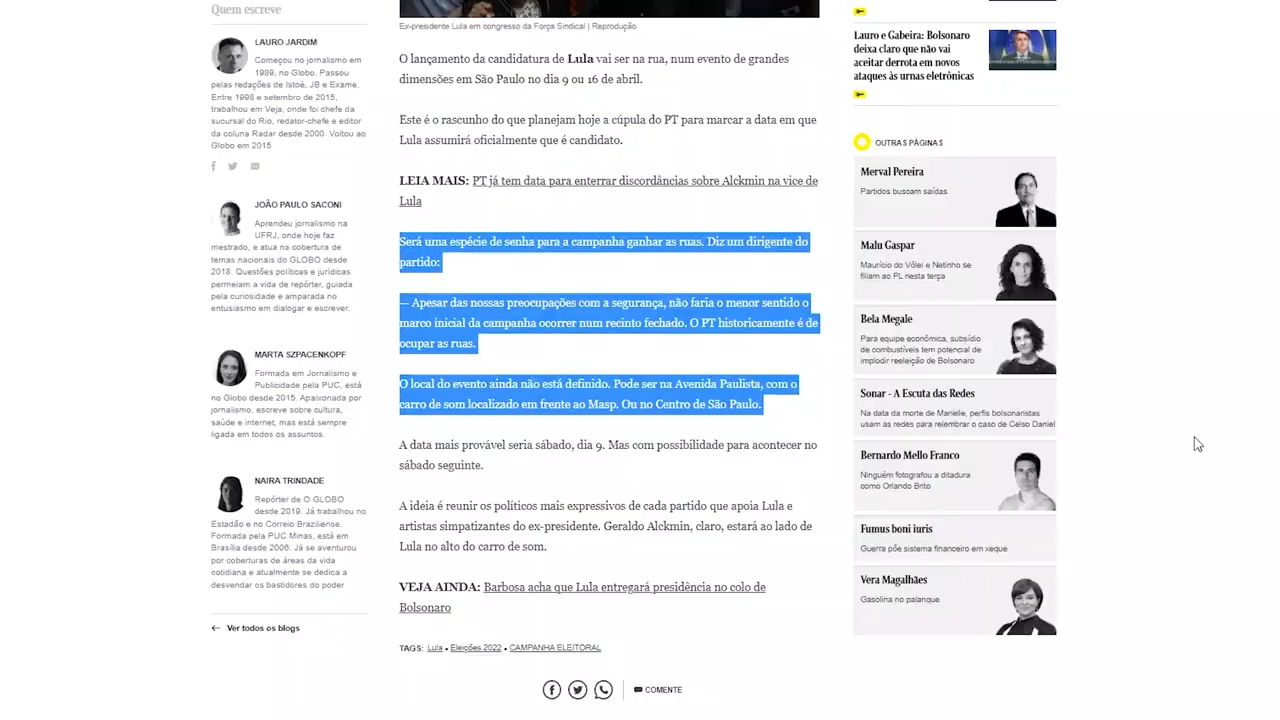 Quem escreve
LAURO JARDIM
Começou no jornalismo em
1989, no Globo. Passou
pelas redações de Istoé, JB e Exame.
Entre 1998 e setembro de 2015,
trabalhou em Veja, onde foi chefe da
sucursal do Rio, redator-chefe e editor
da coluna Radar desde 2000. Voltou ao
Globo em 2015
JOÃO PAULO SACONI
Aprendeu jornalismo na
UFRJ, onde hoje faz
mestrado, e atua na cobertura de
temas nacionais do GLOBO desde
2018. Questões políticas e jurídicas
permeiam a vida de repórter, guiada
pela curiosidade e amparada no
entusiasmo em dialogar e escrever.
MARTA SZPACENKOPF
Formada em Jornalismo e
Publicidade pela PUC, está
no Globo desde 2015. Apaixonada por
jornalismo, escreve sobre cultura,
saúde e internet, mas está sempre
ligada em todos os assuntos.
NAIRA TRINDADE
Repórter de O GLOBO
desde 2019. Já trabalhou no
Estadão e no Correio Braziliense.
Formada pela PUC Minas, está em
Brasília desde 2006. Já se aventurou
por coberturas de áreas da vida
cotidiana e atualmente se dedica a
desvendar os bastidores do poder
Ver todos os blogs
Ex-presidente Lula em congresso da Força Sindical | Reprodução
O lançamento da candidatura de Lula vai ser na rua, num evento de grandes
dimensões em São Paulo no dia 9 ou 16 de abril.
Este é o rascunho do que planejam hoje a cúpula do PT para marcar a data em que
Lula assumirá oficialmente que é candidato.
LEIA MAIS: PT já tem data para enterrar discordâncias sobre Alckmin na vice de
Lula
Será uma espécie de senha para a campanha ganhar as ruas. Diz um dirigente do
partido:
— Apesar das nossas preocupações com a segurança, não faria o menor sentido o
marco inicial da campanha ocorrer num recinto fechado. O PT historicamente é de
ocupar as ruas.
O local do evento ainda não está definido. Pode ser na Avenida Paulista, com o
carro de som localizado em frente ao Masp. Ou no Centro de São Paulo.
A data mais provável seria sábado, dia 9. Mas com possibilidade para acontecer no
sábado seguinte.
A ideia é reunir os políticos mais expressivos de cada partido que apoia Lula e
artistas simpatizantes do ex-presidente. Geraldo Alckmin, claro, estará ao lado de
Lula no alto do carro de som.
VEJA AINDA: Barbosa acha que Lula entregará presidência no colo de
Bolsonaro
TAGS: Lula • Eleições 2022 • CAMPANHA ELEITORAL
COMENTE
Lauro e Gabeira: Bolsonaro
deixa claro que não vai
aceitar derrota em novos
ataques às urnas eletrônicas
OUTRAS PÁGINAS
Merval Pereira
Partidos buscam saídas
Malu Gaspar
Maurício do Vôlei e Netinho se
filiam ao PL nesta terça
Bela Megale
Para equipe econômica, subsídio
de combustíveis tem potencial de
implodir reeleição de Bolsonaro
Sonar - A Escuta das Redes
Na data da morte de Marielle, perfis bolsonaristas
usam as redes para relembrar o caso de Celso Daniel
Bernardo Mello Franco
Ninguém fotografou a ditadura
como Orlando Brito
Fumus boni iuris
Guerra põe sistema financeiro em xeque
Vera Magalhães
Gasolina no palanque